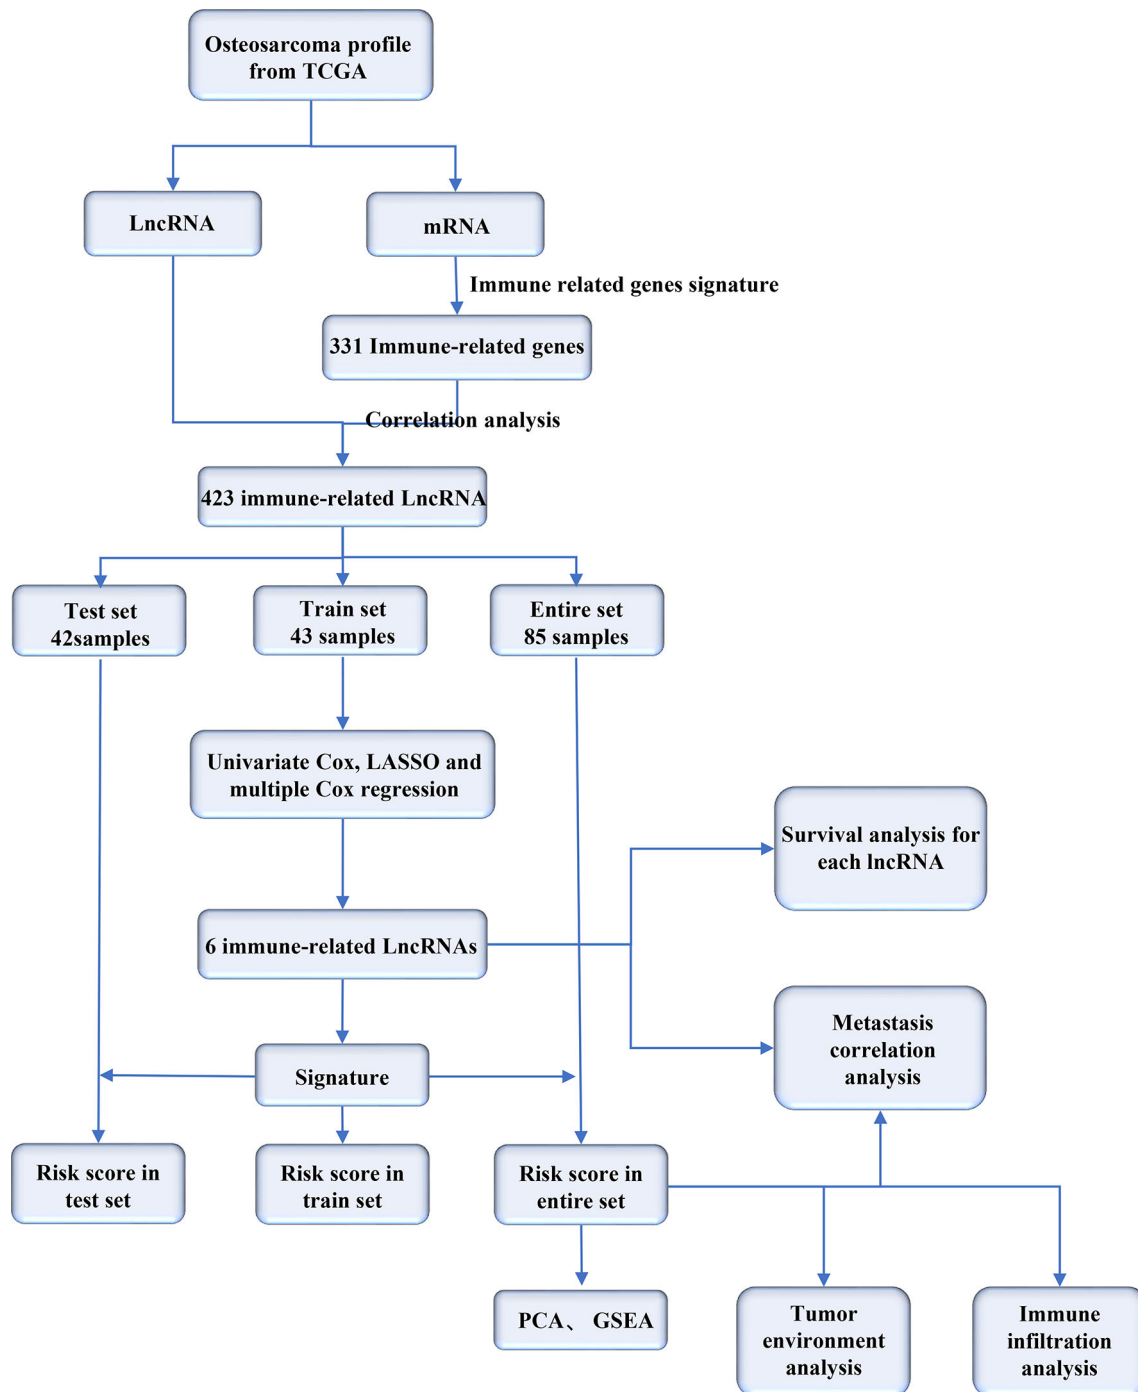 Osteosarcoma profile
from TCGA
LncRNA
mRNA
Immune related genes signature
331 Immune-related genes
Correlation analysis
423 immune-related LncRNA
Test set
42samples
Train set
43 samples
Entire set
85 samples
Univariate Cox, LASSO and
multiple Cox regression
Survival analysis for
each lncRNA
6 immune-related LncRNAs
Metastasis
correlation
analysis
Signature
Risk score in
test set
Risk score in
train set
Risk score in
entire set
PCA、 GSEA
Tumor
environment
analysis
Immune
infiltration
analysis